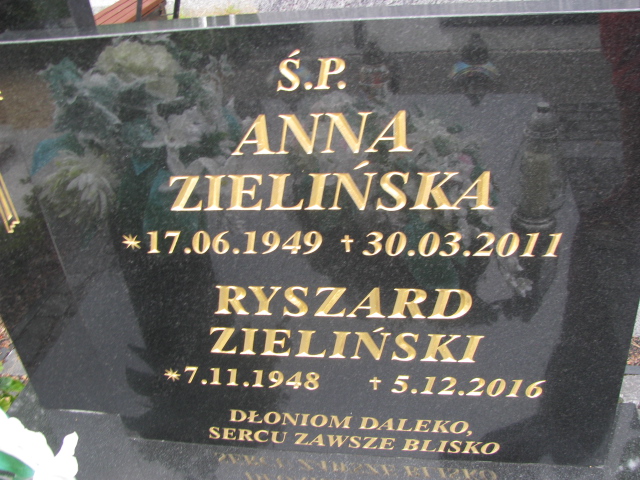 Ś.P.
ANNA
ZIELIŃSKA
*17.06.1949 ✝ 30.03.2011
RYSZARD
ZIELIŃSKI
*7.11.1948 ✝ 5.12.2016
DŁONIOM DALEKO,
SERCU ZAWSZE BLISKO